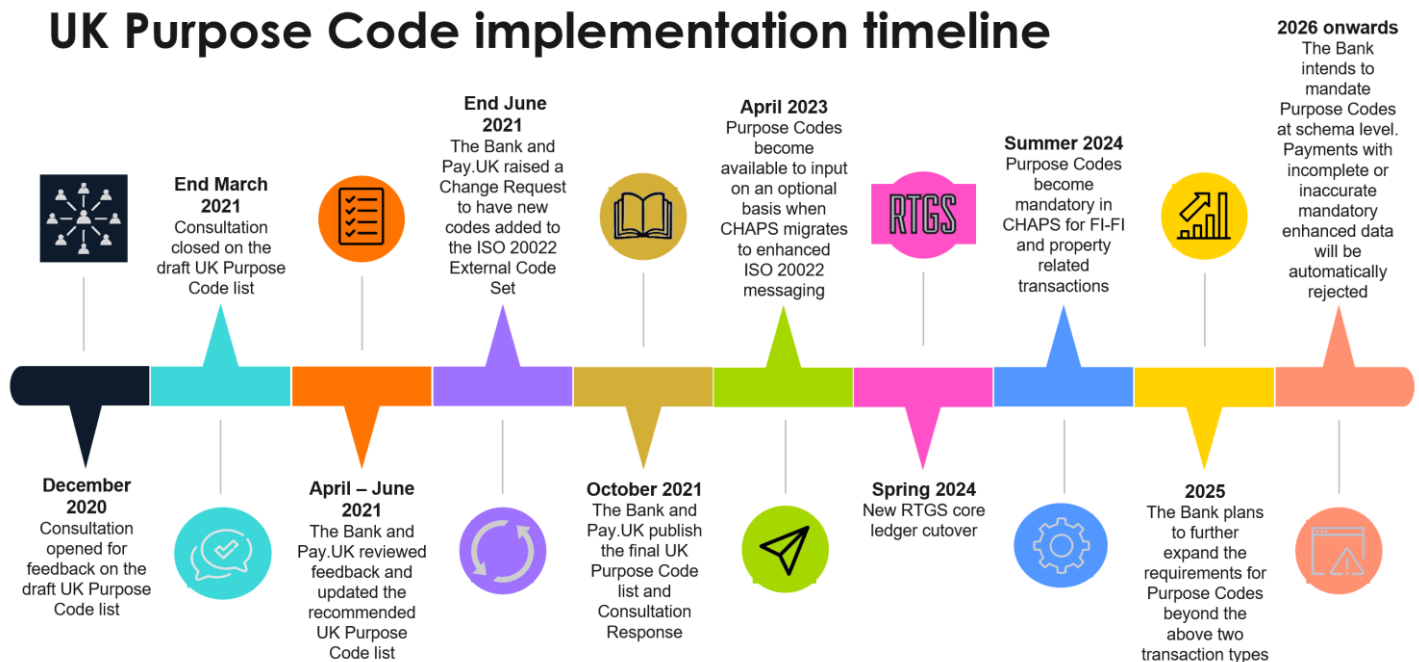 UK Purpose Code implementation timeline
December
2020
Consultation
opened for
feedback on the
draft UK Purpose
Code list
End March
2021
Consultation
closed on the
draft UK Purpose
Code list
April – June
2021
The Bank and
Pay.UK reviewed
feedback and
updated the
recommended
UK Purpose
Code list
End June
2021
The Bank and
Pay.UK raised a
Change Request
to have new
codes added to
the ISO 20022
External Code
Set
October 2021
The Bank and
Pay.UK publish
the final UK
Purpose Code
list and
Consultation
Response
April 2023
Purpose Codes
become
available to input
on an optional
basis when
CHAPS migrates
to enhanced
ISO 20022
messaging
RTGS
Spring 2024
New RTGS core
ledger cutover
Summer 2024
Purpose Codes
become
mandatory in
CHAPS for FI-FI
and property
related
transactions
2025
The Bank plans
to further
expand the
requirements for
Purpose Codes
beyond the
above two
transaction types
2026 onwards
The Bank
intends to
mandate
Purpose Codes
at schema level.
Payments with
incomplete or
inaccurate
mandatory
enhanced data
will be
automatically
rejected